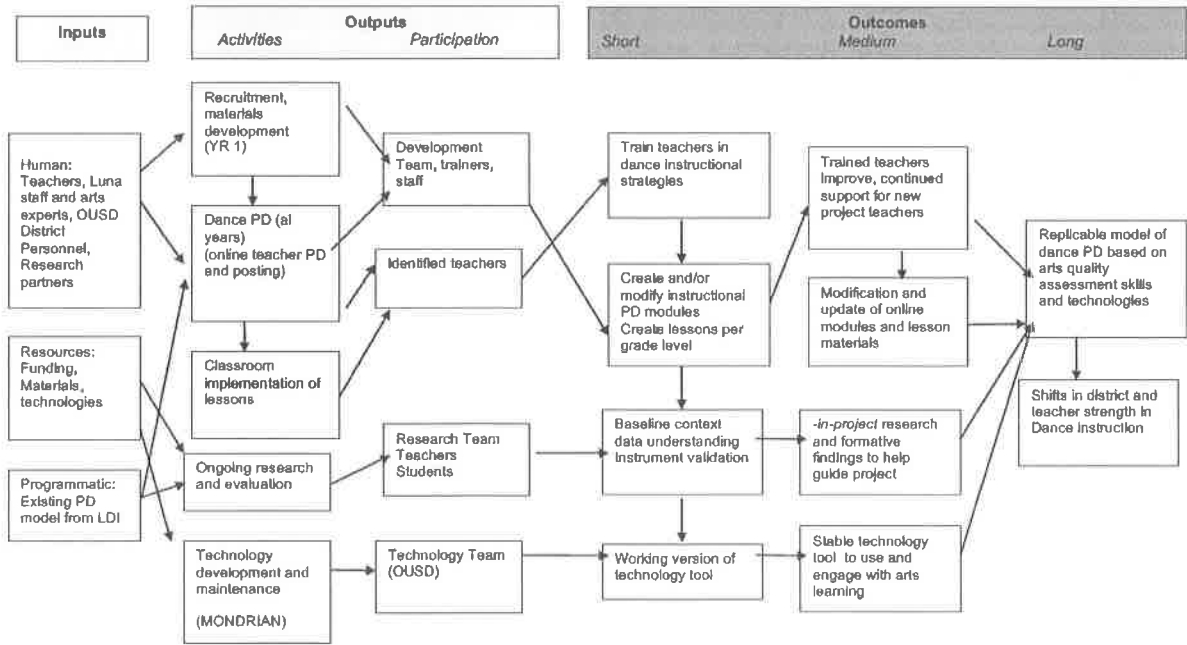 Inputs
Outputs
Activities
Participation
Outcomes
Short
Medium
Long
Human:
Teachers, Luna
staff and arts
experts, OUSD
District
Personnel,
Research
partners
Resources:
Funding,
Materials,
technologies
Programmatic:
Existing PD
model from LDI
Recruitment,
materials
development
(YR 1)
Dance PD (al
years)
(online teacher PD
and posting)
Classroom
implementation of
lessons
Ongoing research
and evaluation
Technology
development and
maintenance
(MONDRIAN)
Development
Team, trainers,
staff
Identified teachers
Research Team
Teachers
Students
Technology Team
(OUSD)
Train teachers in
dance instructional
strategies
Create and/or
modify instructional
PD modules
Create lessons per
grade level
Baseline context
data understanding
Instrument validation
Working version of
technology tool
Trained teachers
Improve, continued
support for new
project teachers
Modification and
update of online
modules and lesson
materials
-in-project research
and formative
findings to help
guide project
Stable technology
tool to use and
engage with arts
learning
Replicable model of
dance PD based on
arts quality
assessment skills
and technologies
Shifts in district and
teacher strength in
Dance instruction